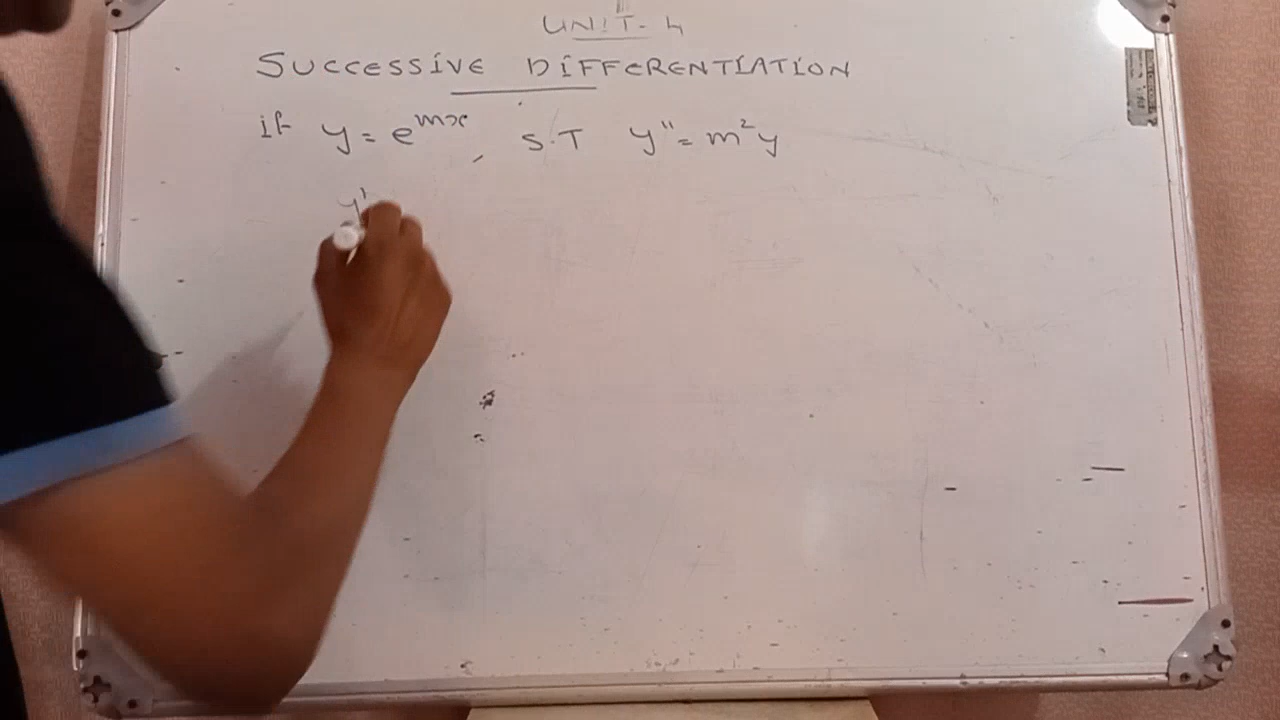 UNIT-4
SUCCESSIVE DIFFERENTIATION
if y = e^mx, S.T y" = m²y
y'